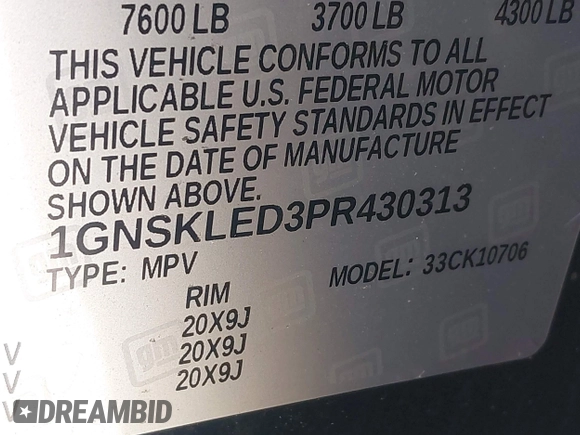 7600 LB 3700 LB 4300 LB
THIS VEHICLE CONFORMS TO ALL
APPLICABLE U.S. FEDERAL MOTOR
VEHICLE SAFETY STANDARDS IN EFFECT
ON THE DATE OF MANUFACTURE
SHOWN ABOVE.
1GNSKLED3PR430313
TYPE: MPV MODEL: 33CK10706
RIM
20X9J
20X9J
20X9J
DREAMBID